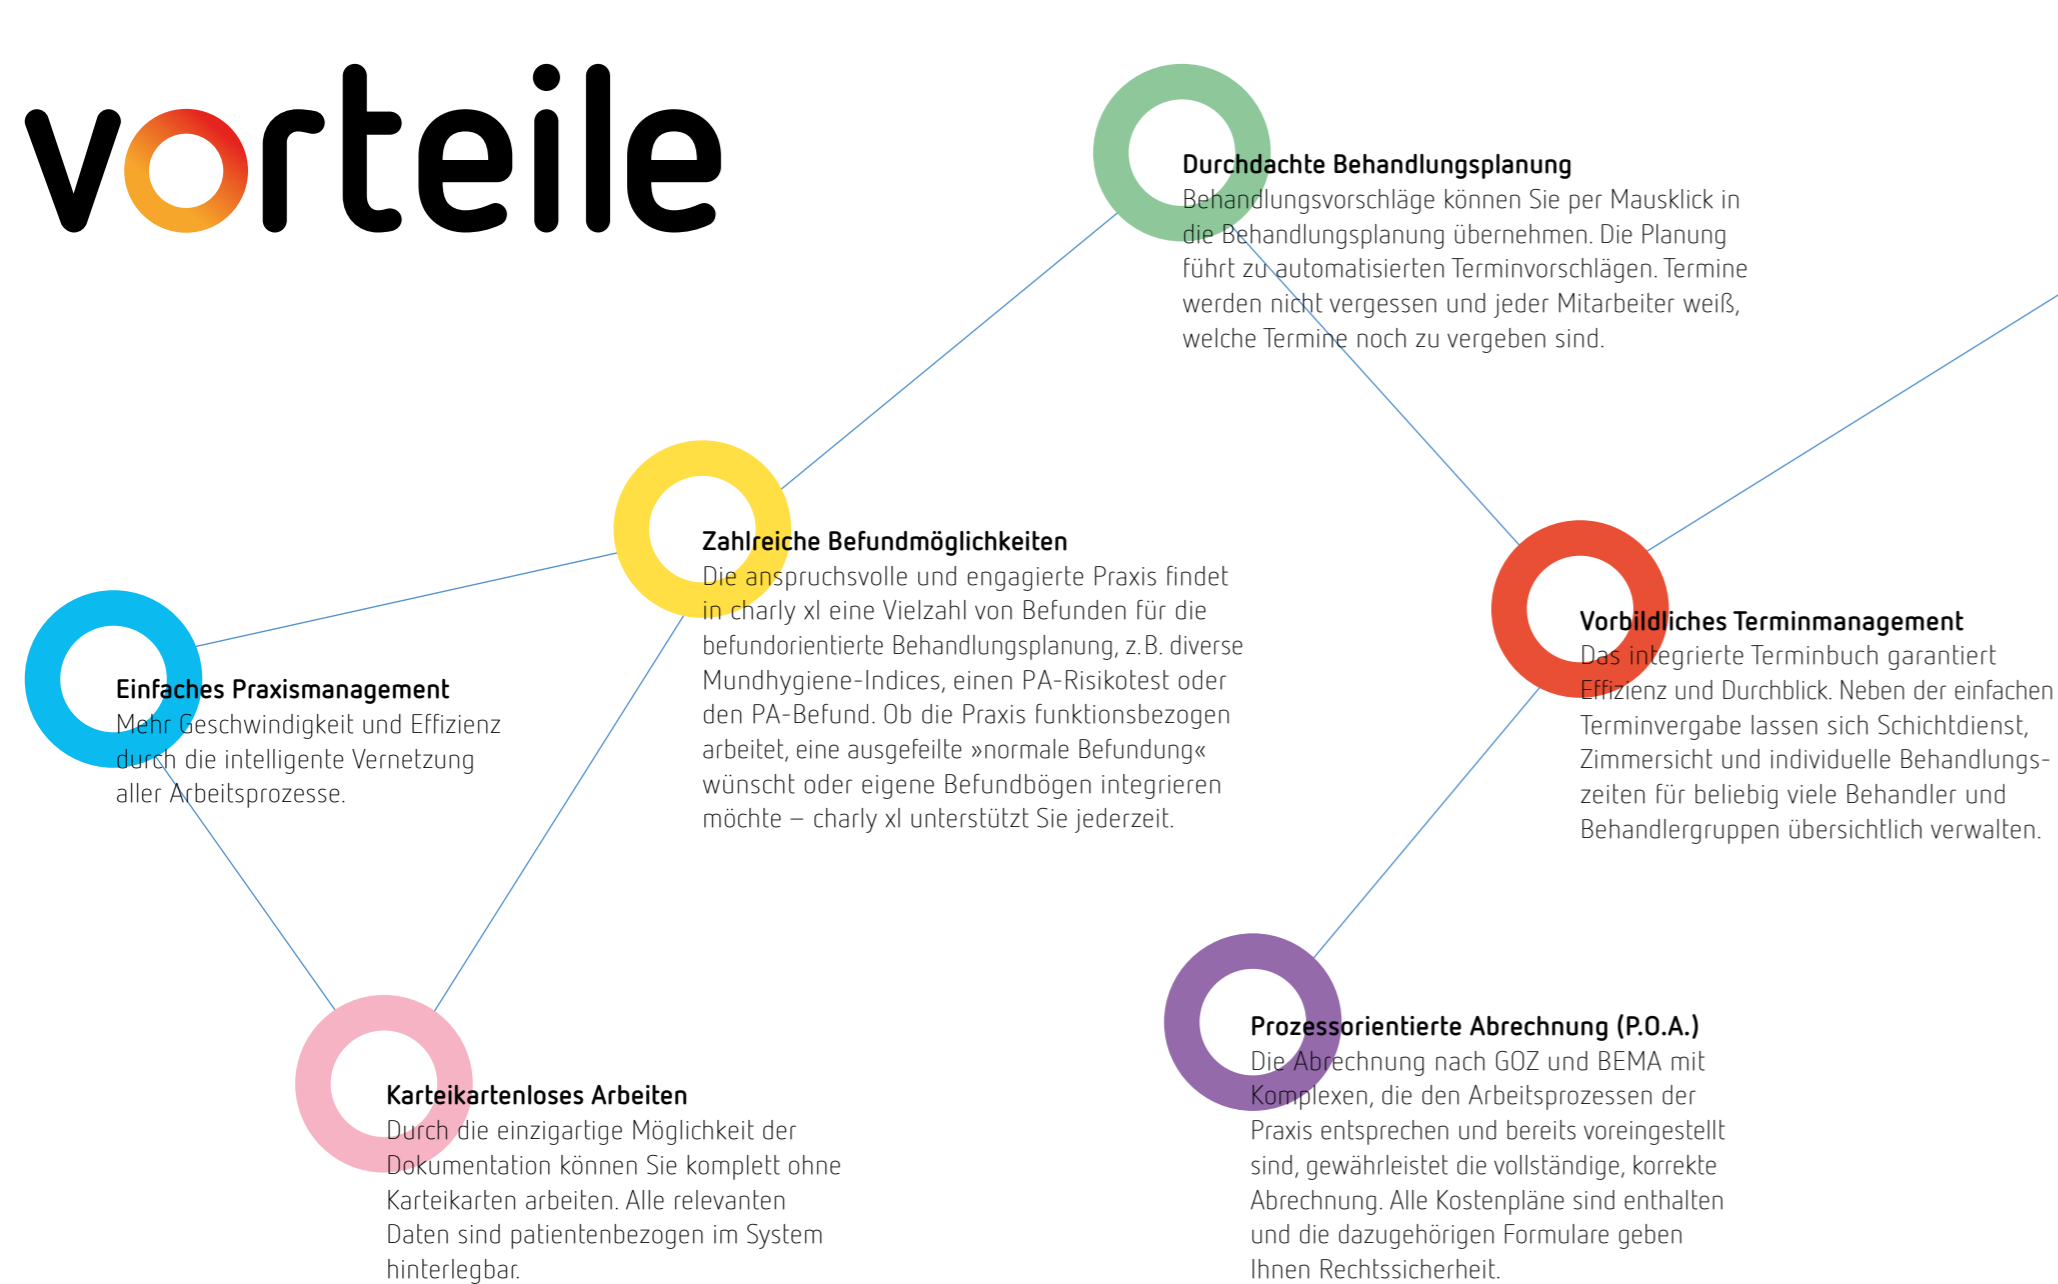 vorteile
Durchdachte Behandlungsplanung
Behandlungsvorschläge können Sie per Mausklick in
die Behandlungsplanung übernehmen. Die Planung
führt zu automatisierten Terminvorschlägen. Termine
werden nicht vergessen und jeder Mitarbeiter weiß,
welche Termine noch zu vergeben sind.
Zahlreiche Befundmöglichkeiten
Die anspruchsvolle und engagierte Praxis findet
in charly xl eine Vielzahl von Befunden für die
befundorientierte Behandlungsplanung, z.B. diverse
Mundhygiene-Indices, einen PA-Risikotest oder
den PA-Befund. Ob die Praxis funktionsbezogen
arbeitet, eine ausgefeilte »normale Befundung«
wünscht oder eigene Befundbögen integrieren
möchte – charly xl unterstützt Sie jederzeit.
Vorbildliches Terminmanagement
Das integrierte Terminbuch garantiert
Effizienz und Durchblick. Neben der einfachen
Terminvergabe lassen sich Schichtdienst,
Zimmersicht und individuelle Behandlungs-
zeiten für beliebig viele Behandler und
Behandlergruppen übersichtlich verwalten.
Einfaches Praxismanagement
Mehr Geschwindigkeit und Effizienz
durch die intelligente Vernetzung
aller Arbeitsprozesse.
Karteikartenloses Arbeiten
Durch die einzigartige Möglichkeit der
Dokumentation können Sie komplett ohne
Karteikarten arbeiten. Alle relevanten
Daten sind patientenbezogen im System
hinterlegbar.
Prozessorientierte Abrechnung (P.O.A.)
Die Abrechnung nach GOZ und BEMA mit
Komplexen, die den Arbeitsprozessen der
Praxis entsprechen und bereits voreingestellt
sind, gewährleistet die vollständige, korrekte
Abrechnung. Alle Kostenpläne sind enthalten
und die dazugehörigen Formulare geben
Ihnen Rechtssicherheit.